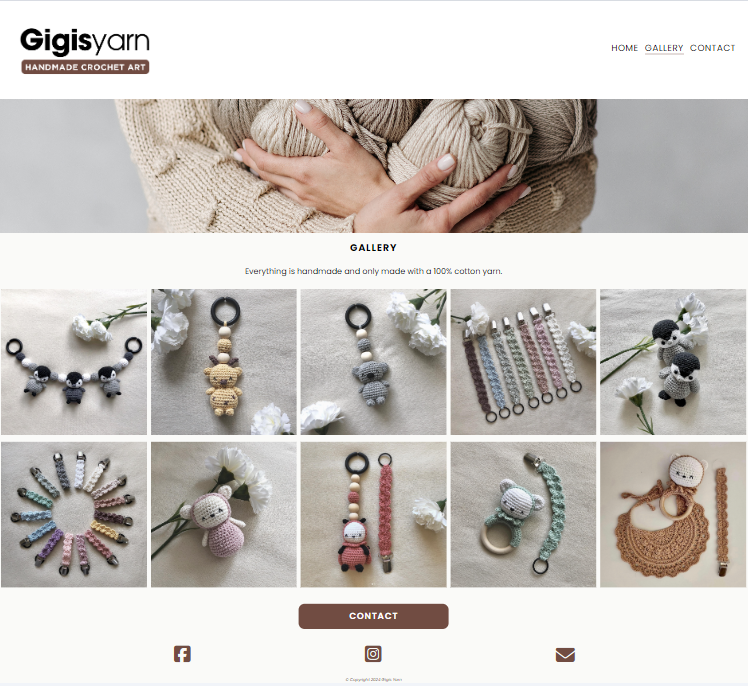 Gigisyarn
HANDMADE CROCHET ART
HOME GALLERY CONTACT
GALLERY
Everything is handmade and only made with a 100% cotton yarn.
CONTACT
© Copyright 2024 Gigis Yarn